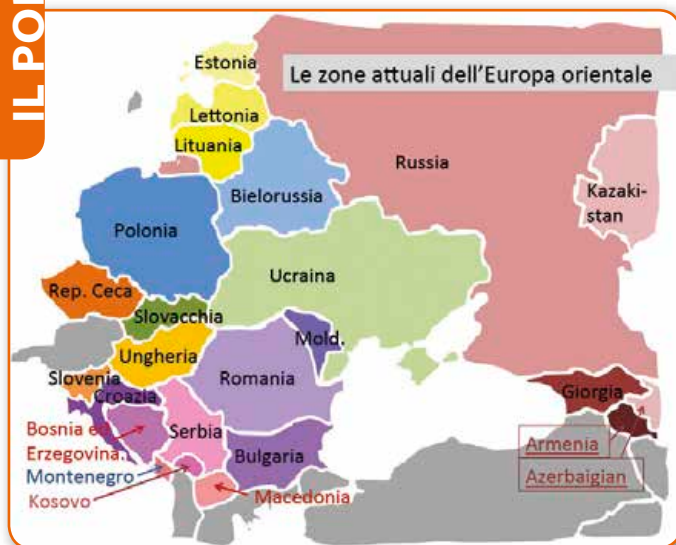 IL PO
Le zone attuali dell'Europa orientale
Estonia
Lettonia
Lituania
Russia
Bielorussia
Kazaki-
stan
Polonia
Ucraina
Rep. Ceca
Slovacchia
Mold.
Ungheria
Slovenia
Romania
Croazia
Giorgia
Bosnia ed
Erzegovina
Serbia
Bulgaria
Armenia
Montenegro
Azerbaigian
Kosovo
Macedonia